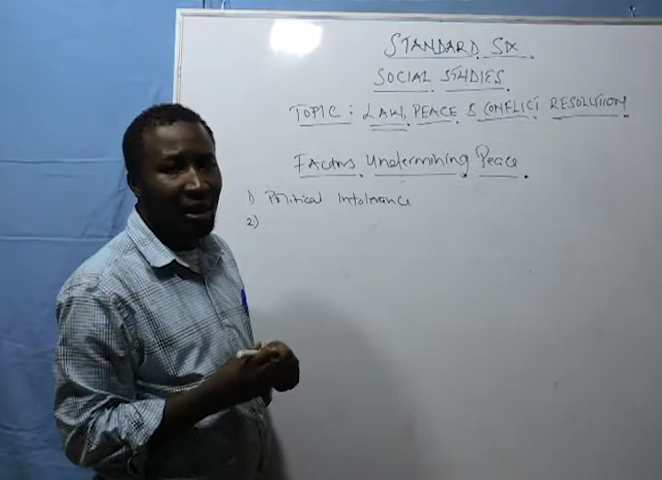 STANDARD SIX.
SOCIAL STUDIES
TOPIC: LAW, PEACE & CONFLICT RESOLUTION.
Factors Undermining Peace.
1) Political Intolerance
2)